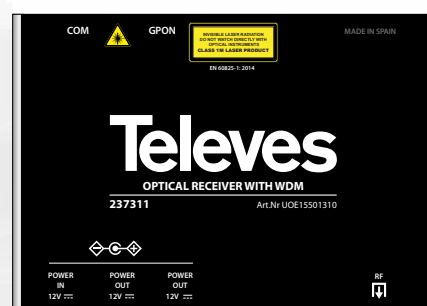 COM
GPON
INVISIBLE LASER RADIATION
DO NOT WATCH DIRECTLY WITH
OPTICAL INSTRUMENTS
CLASS 1M LASER PRODUCT
MADE IN SPAIN
EN 60825-1: 2014
Televes
OPTICAL RECEIVER WITH WDM
237311
Art.Nr UOE15501310
POWER
IN
12V
POWER
OUT
12V
POWER
OUT
12V
RF